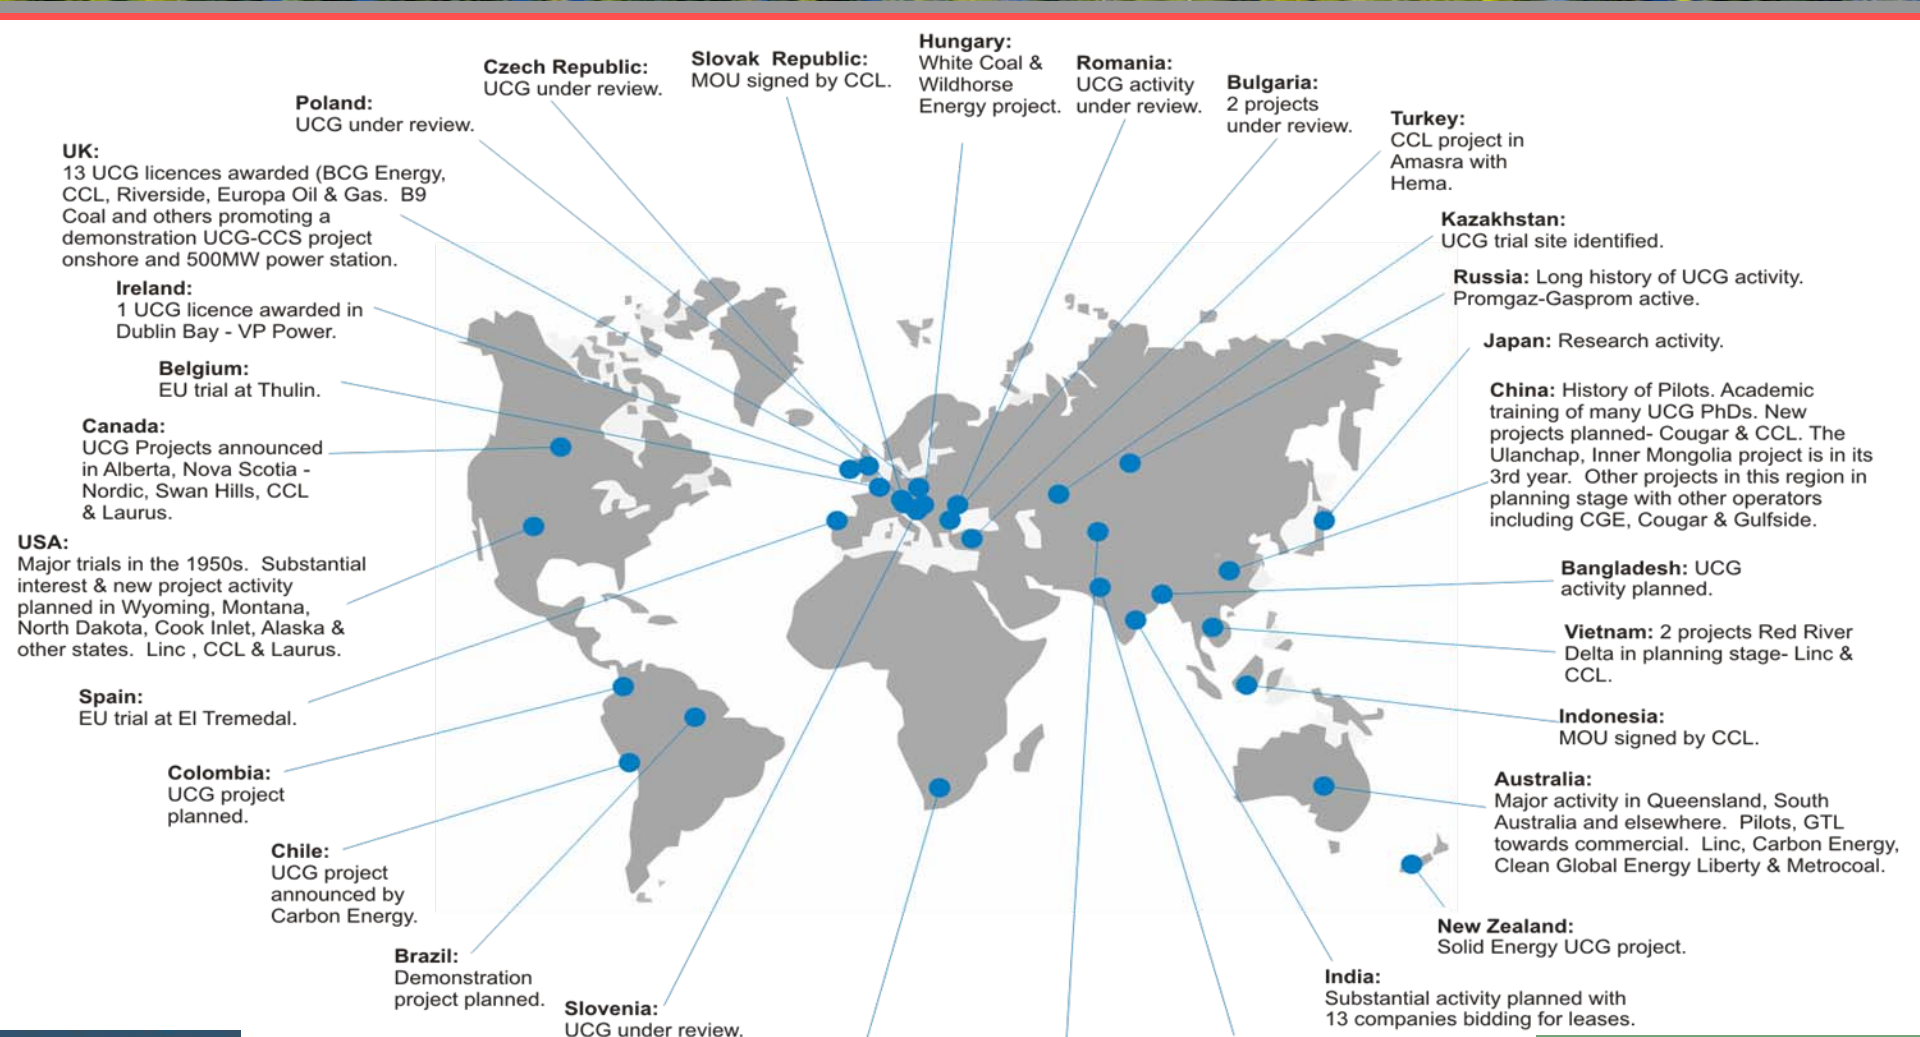 Hungary:
White Coal &
Wildhorse
Energy project.
Slovak Republic:
MOU signed by CCL.
Czech Republic:
UCG under review.
Romania:
UCG activity
under review.
Bulgaria:
2 projects
under review.
Poland:
UCG under review.
Turkey:
CCL project in
Amasra with
Hema.
UK:
13 UCG licences awarded (BCG Energy,
CCL, Riverside, Europa Oil & Gas. B9
Coal and others promoting a
demonstration UCG-CCS project
onshore and 500MW power station.
Kazakhstan:
UCG trial site identified.
Russia: Long history of UCG activity.
Promgaz-Gasprom active.
Ireland:
1 UCG licence awarded in
Dublin Bay - VP Power.
Japan: Research activity.
Belgium:
EU trial at Thulin.
China: History of Pilots. Academic
training of many UCG PhDs. New
projects planned- Cougar & CCL. The
Ulanchap, Inner Mongolia project is in its
3rd year. Other projects in this region in
planning stage with other operators
including CGE, Cougar & Gulfside.
Canada:
UCG Projects announced
in Alberta, Nova Scotia -
Nordic, Swan Hills, CCL
& Laurus.
USA:
Major trials in the 1950s. Substantial
interest & new project activity
planned in Wyoming, Montana,
North Dakota, Cook Inlet, Alaska &
other states. Linc , CCL & Laurus.
Bangladesh: UCG
activity planned.
Vietnam: 2 projects Red River
Delta in planning stage- Linc &
CCL.
Spain:
EU trial at El Tremedal.
Indonesia:
MOU signed by CCL.
Colombia:
UCG project
planned.
Australia:
Major activity in Queensland, South
Australia and elsewhere. Pilots, GTL
towards commercial. Linc, Carbon Energy,
Clean Global Energy Liberty & Metrocoal.
Chile:
UCG project
announced by
Carbon Energy.
New Zealand:
Solid Energy UCG project.
Brazil:
Demonstration
project planned.
India:
Substantial activity planned with
13 companies bidding for leases.
Slovenia:
UCG under review.